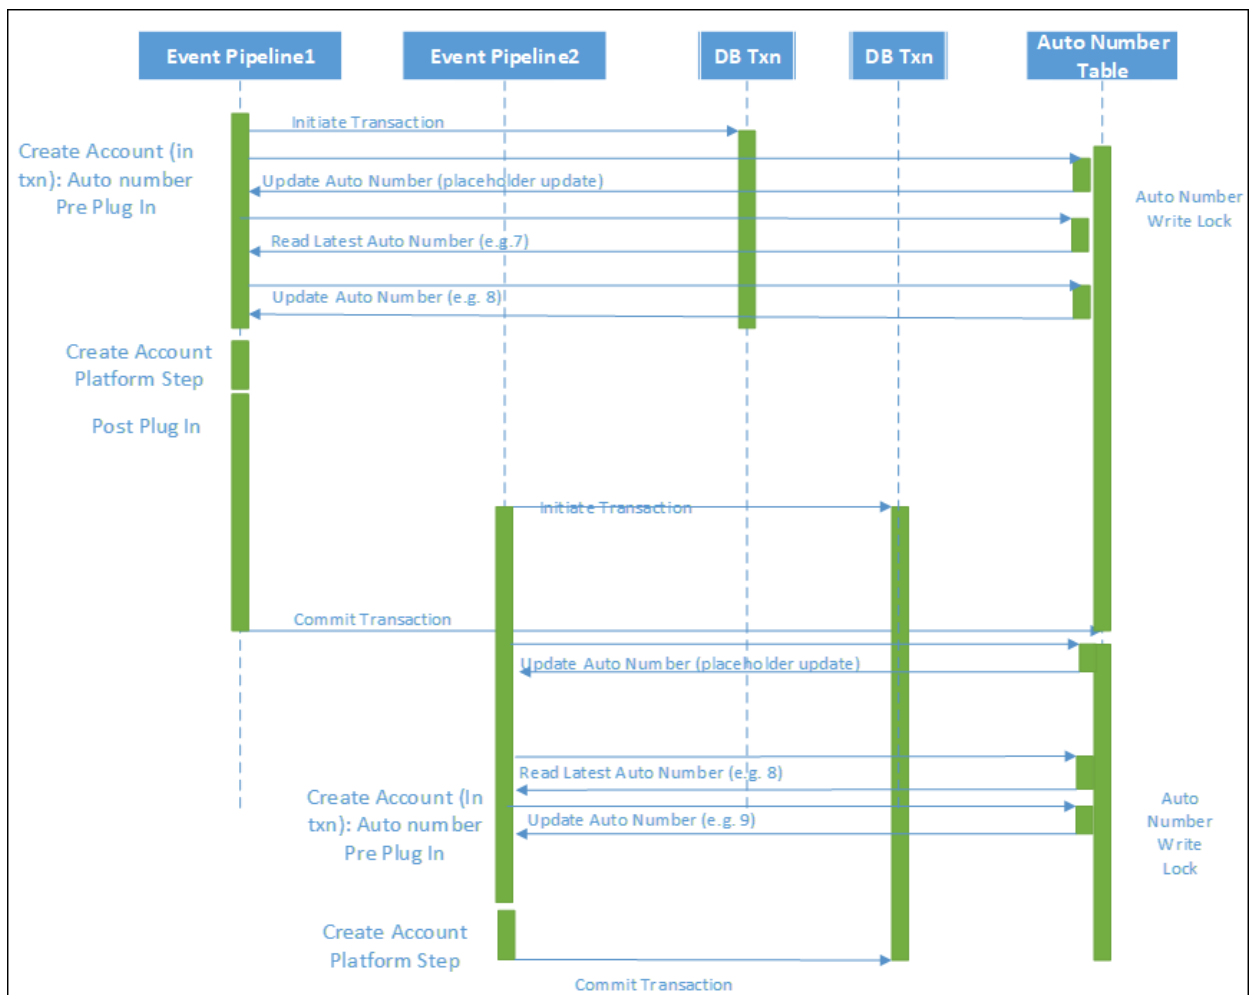 Event Pipeline1
Event Pipeline2
DB Txn
DB Txn
Auto Number
Table
Initiate Transaction
Create Account (in
txn): Auto number
Pre Plug In
Update Auto Number (placeholder update)
Auto Number
Write Lock
Read Latest Auto Number (e.g.7)
Update Auto Number (e.g. 8)
Create Account
Platform Step
Post Plug In
Initiate Transaction
Commit Transaction
Update Auto Number (placeholder update)
Read Latest Auto Number (e.g. 8)
Create Account (In
txn): Auto number
Pre Plug In
Update Auto Number (e.g. 9)
Auto
Number
Write
Lock
Create Account
Platform Step
Commit Transaction